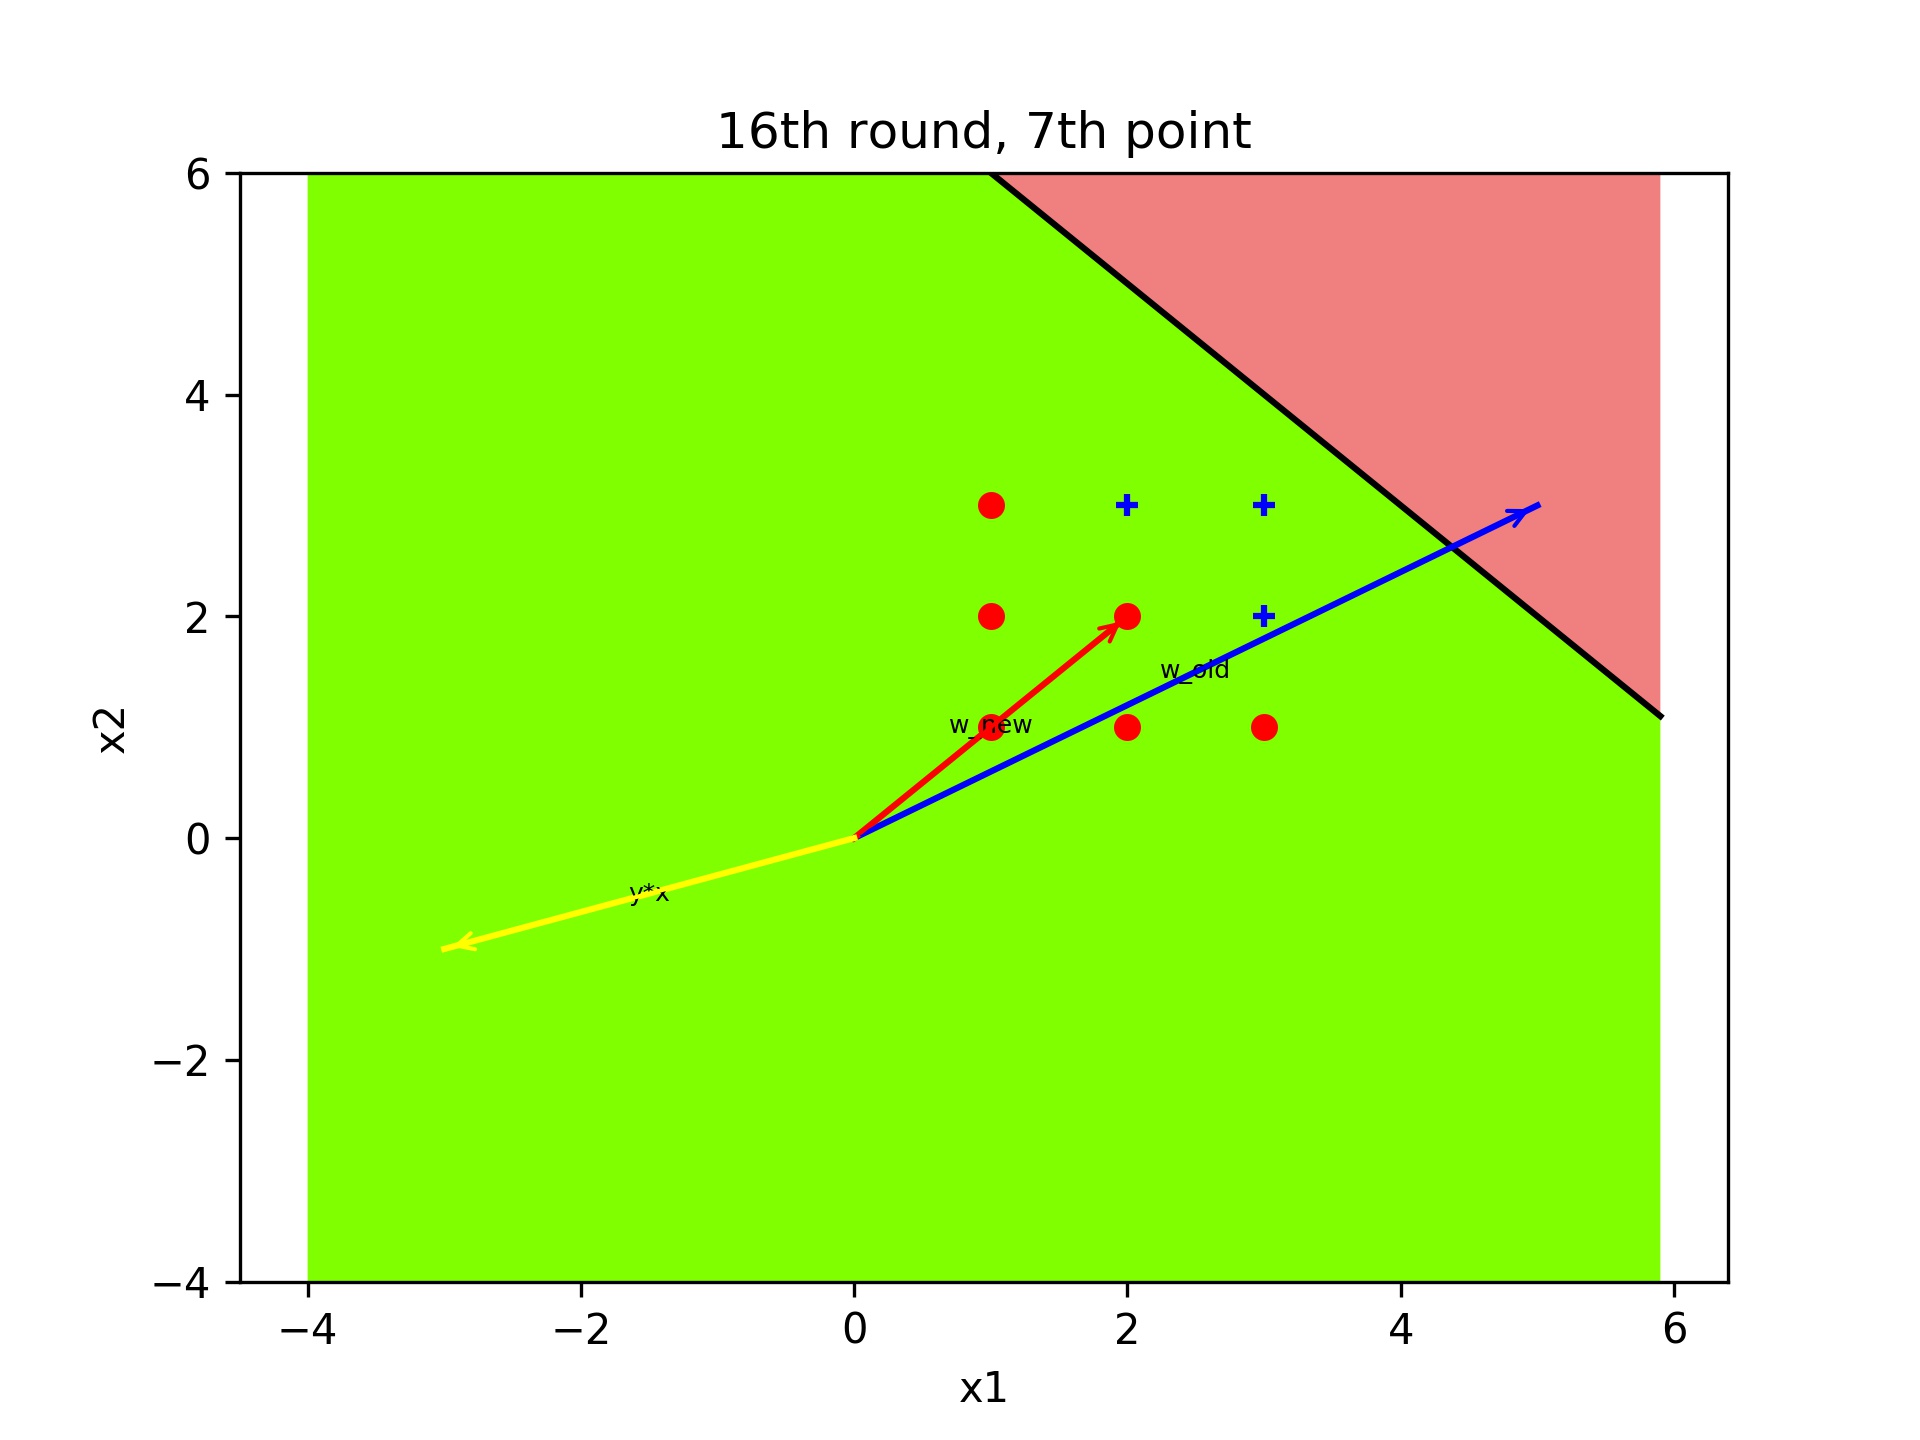 16th round, 7th point
6
4
2
0
−2
−4
x2
w_old
w_new
y*x
−4 −2 0 2 4 6
x1